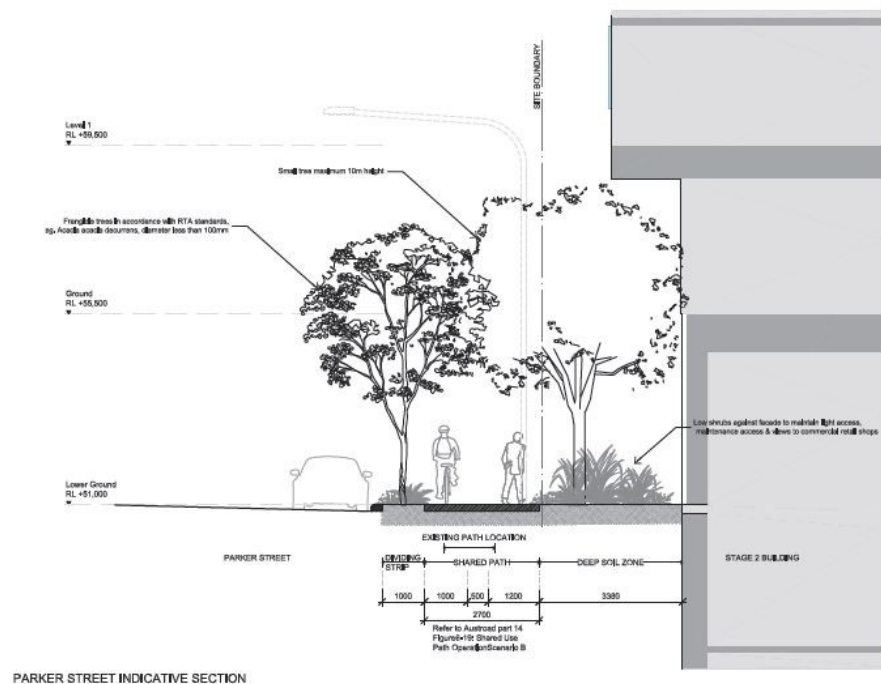 SITE BOUNDARY
Level 1
RL +59,500
Small tree maximum 10m height
Frangible trees in accordance with RTA standards,
eg. Acacia acacia decurrens, diameter less than 100mm
Ground
RL +55,500
Low shrubs against facade to maintain light access,
maintenance access & views to commercial retail shops
Lower Ground
RL +51,000
EXISTING PATH LOCATION
PARKER STREET
DIVIDING
STRIP
SHARED PATH
DEEP SOIL ZONE
STAGE 2 BUILDING
1000
1000
500
1200
3380
2700
Refer to Austroad part 14
Figure6-19: Shared Use
Path OperationScenario B
PARKER STREET INDICATIVE SECTION